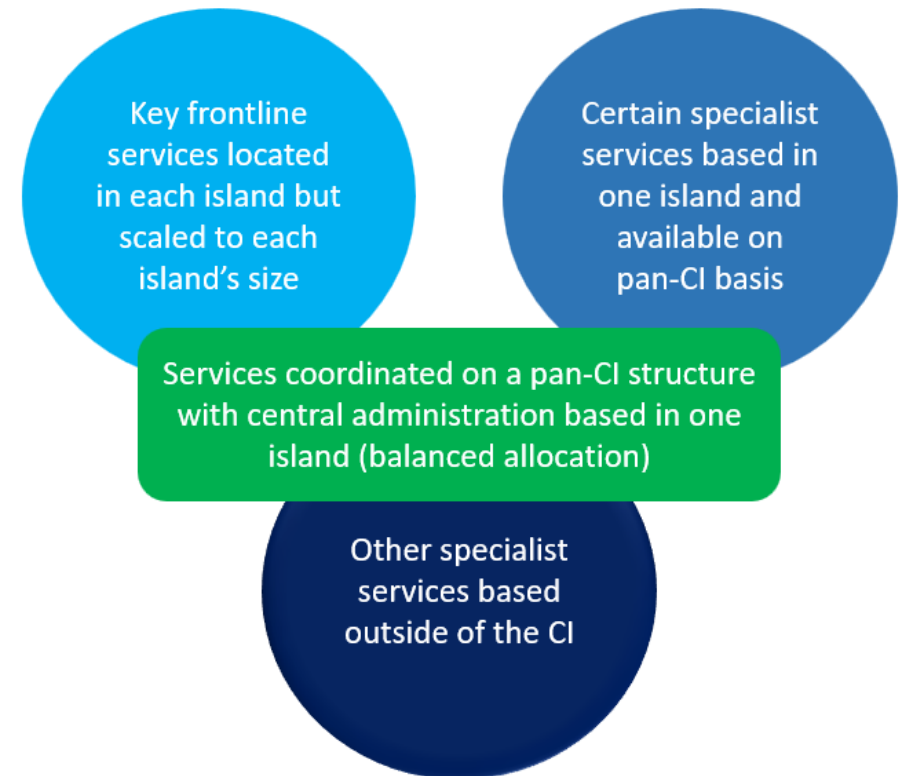 Key frontline
services located
in each island but
scaled to each
island’s size
Certain specialist
services based in
one island and
available on
pan-CI basis
Services coordinated on a pan-CI structure
with central administration based in one
island (balanced allocation)
Other specialist
services based
outside of the CI